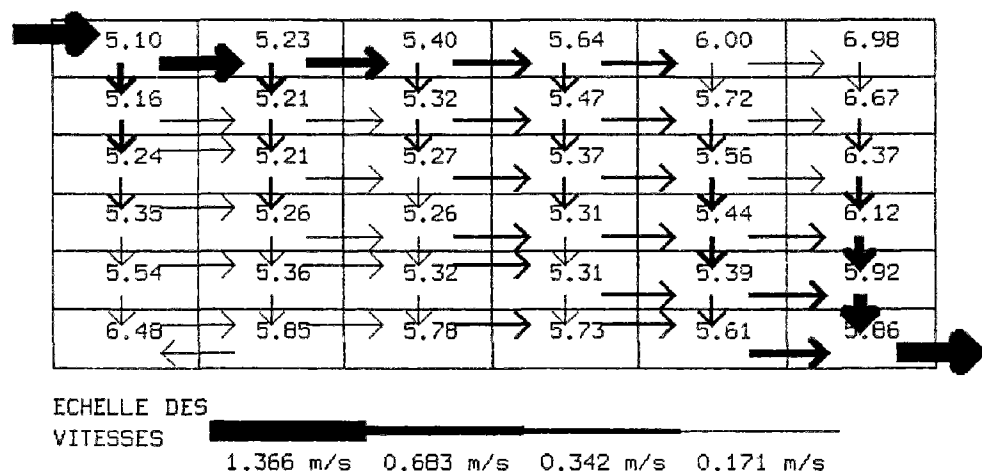 5.10 5.23 5.40 5.64 6.00 6.98
5.16 5.21 5.32 5.47 5.72 6.67
5.24 5.21 5.27 5.37 5.56 6.37
5.35 5.26 5.26 5.31 5.44 6.12
5.54 5.36 5.32 5.31 5.39 5.92
6.48 5.85 5.78 5.73 5.61 5.86
ECHELLE DES
VITESSES
1.366 m/s 0.683 m/s 0.342 m/s 0.171 m/s